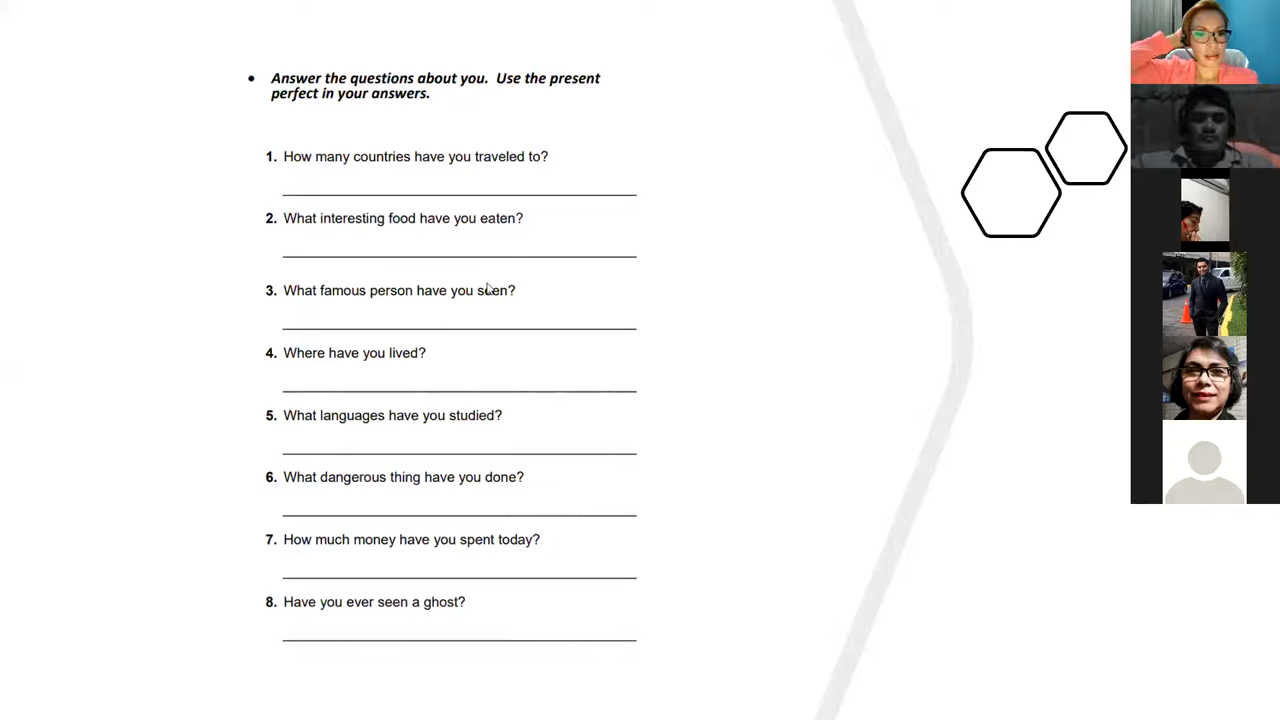 • Answer the questions about you. Use the present
perfect in your answers.
1. How many countries have you traveled to?
2. What interesting food have you eaten?
3. What famous person have you seen?
4. Where have you lived?
5. What languages have you studied?
6. What dangerous thing have you done?
7. How much money have you spent today?
8. Have you ever seen a ghost?